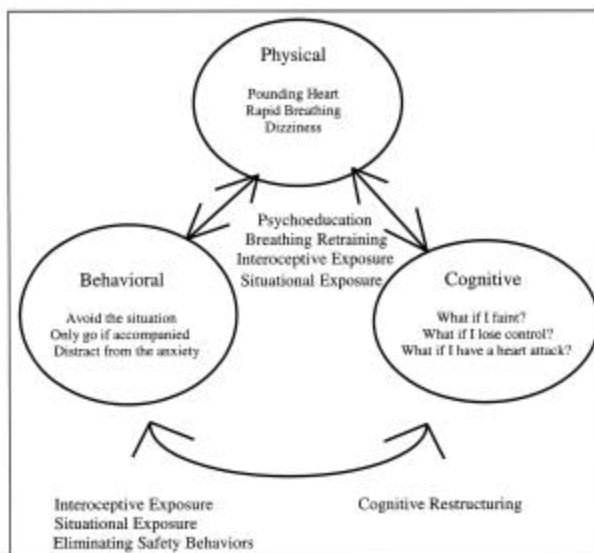 Physical
Pounding Heart
Rapid Breathing
Dizziness
Psychoeducation
Breathing Retraining
Interoceptive Exposure
Situational Exposure
Behavioral
Avoid the situation
Only go if accompanied
Distract from the anxiety
Cognitive
What if I faint?
What if I lose control?
What if I have a heart attack?
Interoceptive Exposure
Situational Exposure
Eliminating Safety Behaviors
Cognitive Restructuring